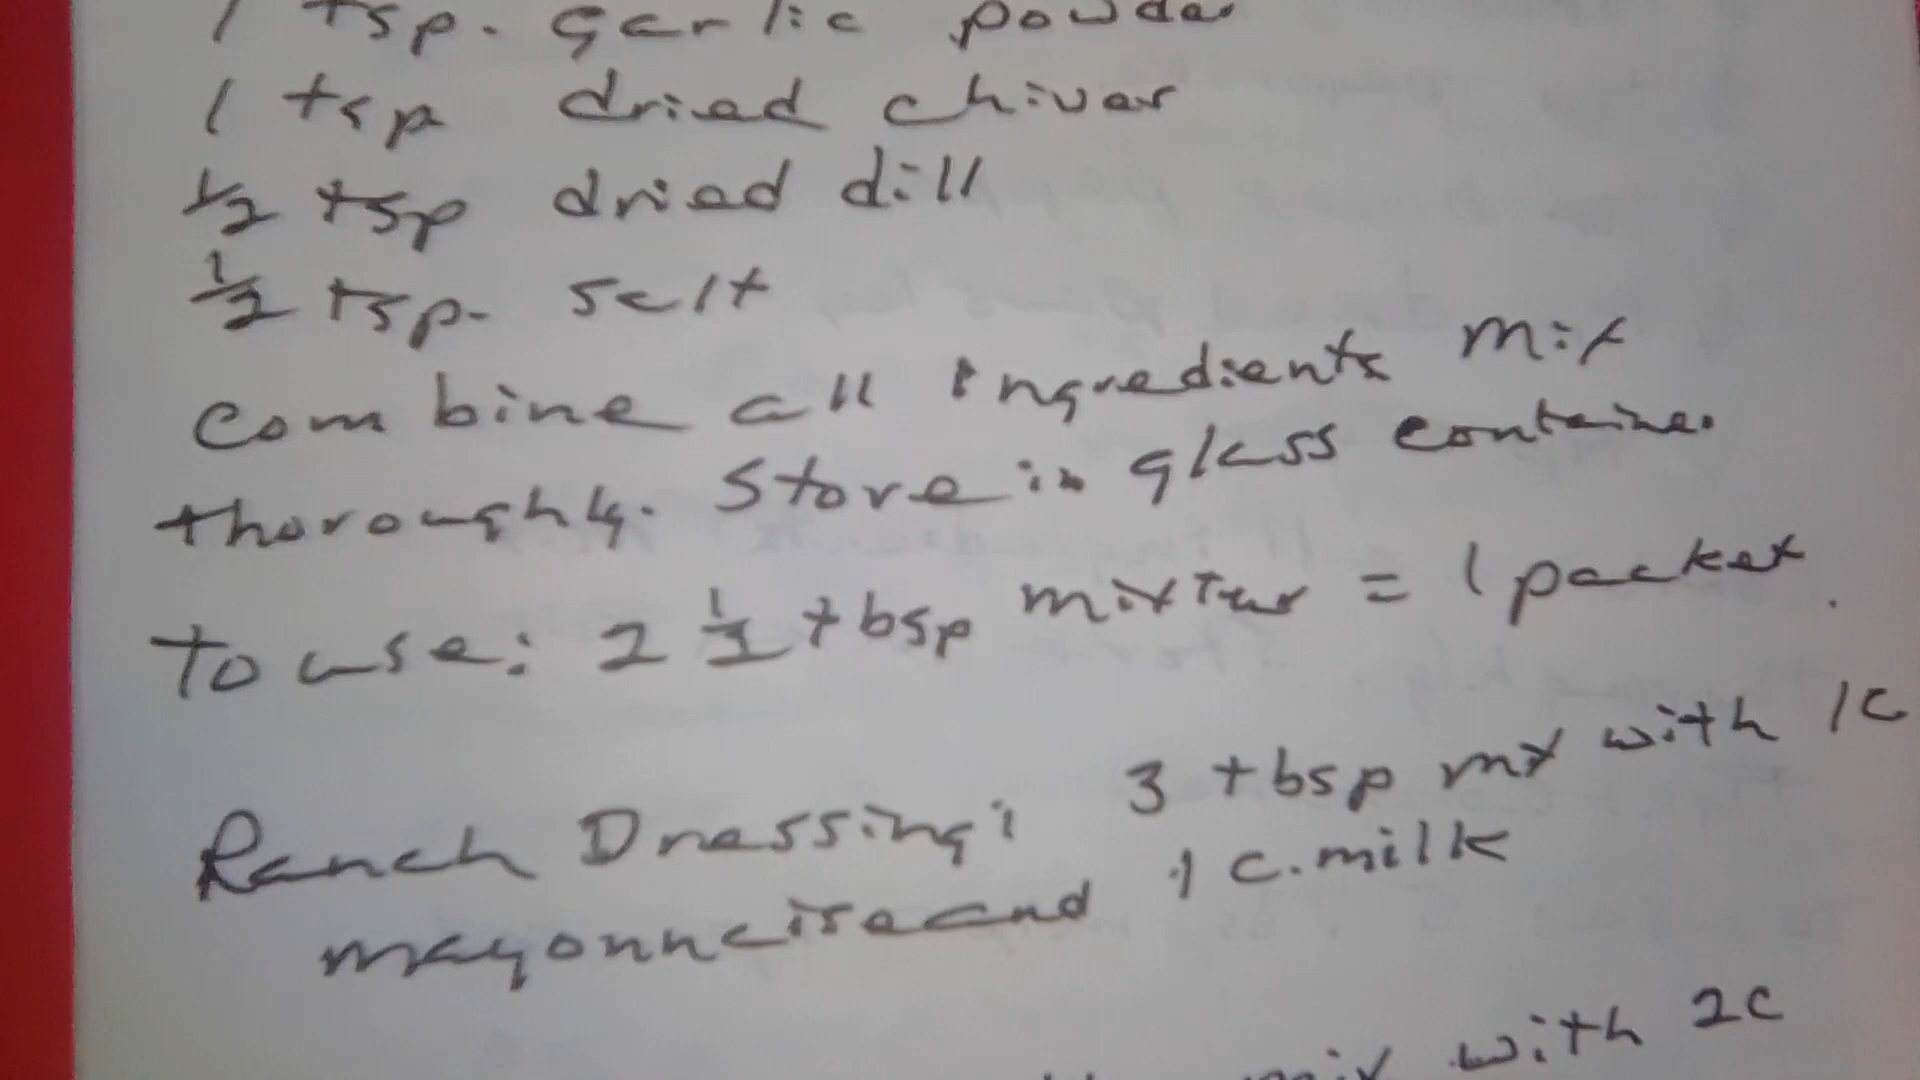 1 tsp. garlic powder
1 tsp dried chives
1/2 tsp dried dill
1/2 tsp. salt
Combine all Ingredients mix
thoroughly. Store in glass container
To use: 2 1/2 tbsp mixture = 1 packet.
Ranch Dressing: 3 tbsp mix with 1C
mayonnaise and 1 C. milk
mix with 2C